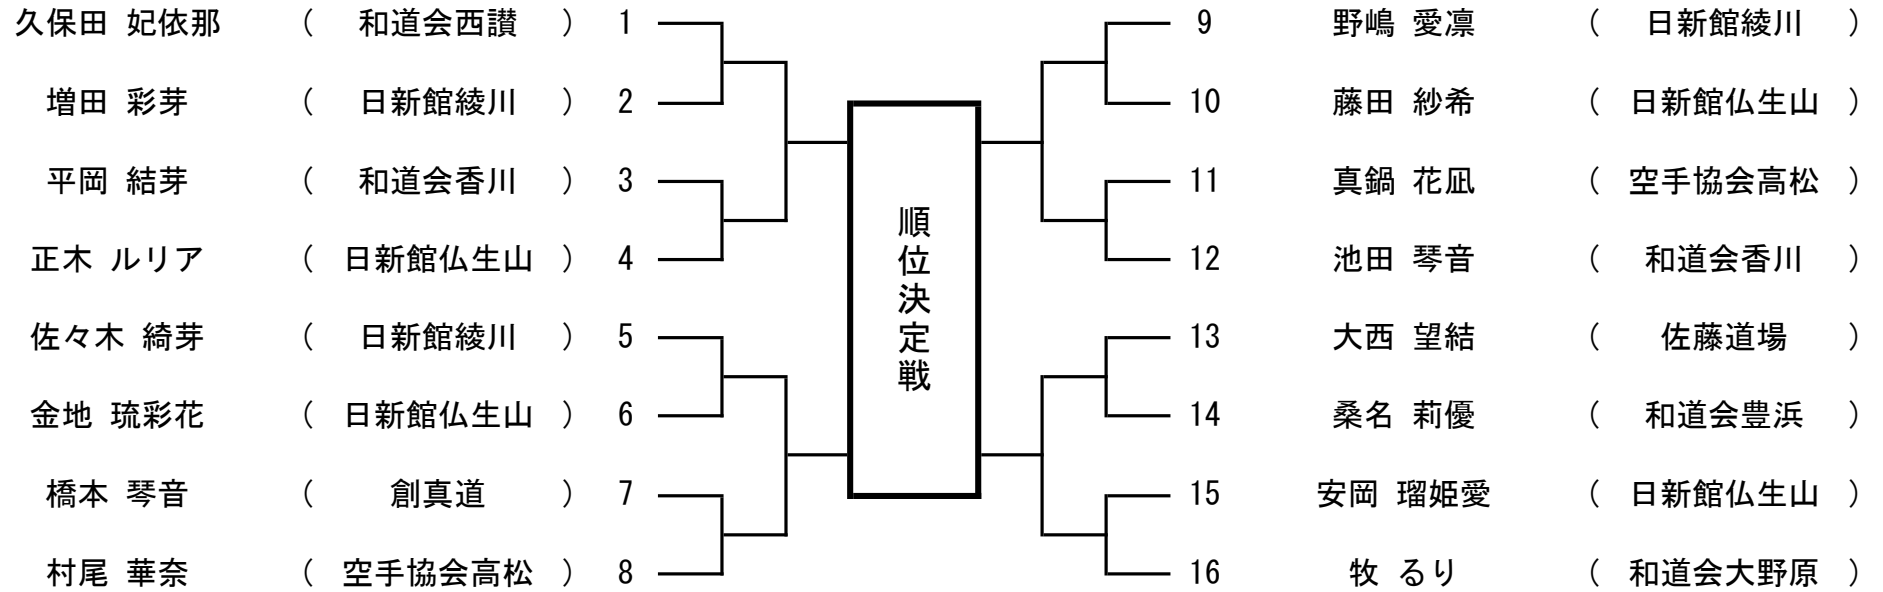 久保田 妃依那 ( 和道会西讃 ) 1
増田 彩芽 ( 日新館綾川 ) 2
平岡 結芽 ( 和道会香川 ) 3
正木 ルリア ( 日新館仏生山 ) 4
佐々木 綺芽 ( 日新館綾川 ) 5
金地 琉彩花 ( 日新館仏生山 ) 6
橋本 琴音 ( 創真道 ) 7
村尾 華奈 ( 空手協会高松 ) 8
順位決定戦
9 野嶋 愛凛 ( 日新館綾川 )
10 藤田 紗希 ( 日新館仏生山 )
11 真鍋 花凪 ( 空手協会高松 )
12 池田 琴音 ( 和道会香川 )
13 大西 望結 ( 佐藤道場 )
14 桑名 莉優 ( 和道会豊浜 )
15 安岡 瑠姫愛 ( 日新館仏生山 )
16 牧 るり ( 和道会大野原 )